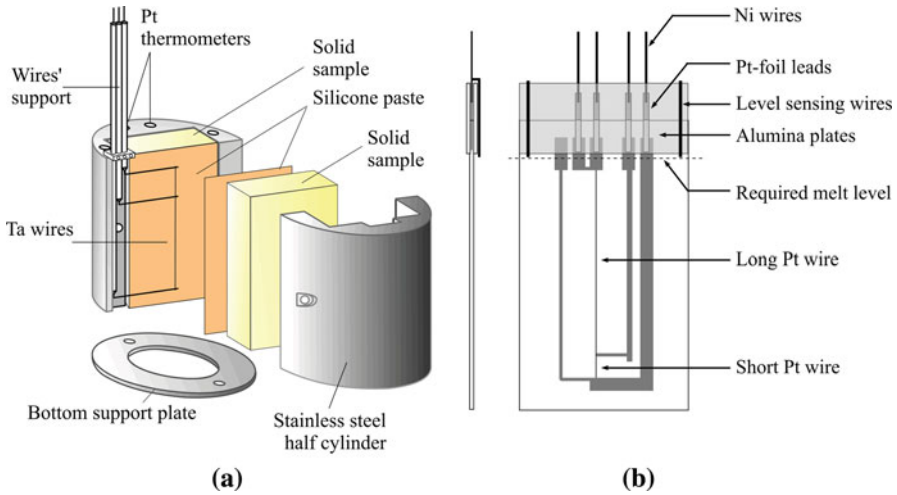 Pt
thermometers
Solid
sample
Wires'
support
Silicone paste
Solid
sample
Ta wires
Bottom support plate
Stainless steel
half cylinder
(a)
Ni wires
Pt-foil leads
Level sensing wires
Alumina plates
Required melt level
Long Pt wire
Short Pt wire
(b)